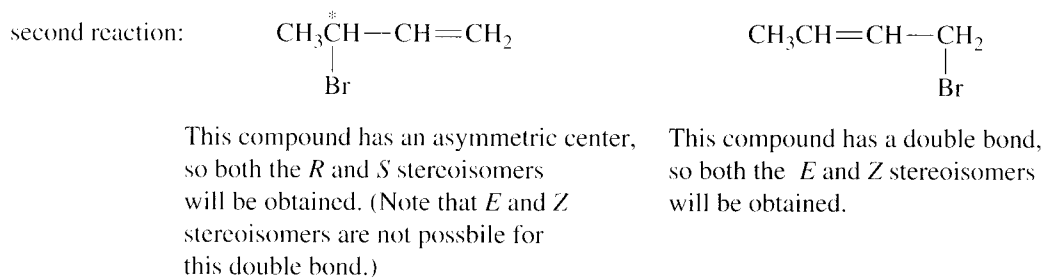 second reaction: CH₃C*H—CH=CH₂ CH₃CH=CH—CH₂
Br Br
This compound has an asymmetric center, This compound has a double bond,
so both the R and S stereoisomers so both the E and Z stereoisomers
will be obtained. (Note that E and Z will be obtained.
stereoisomers are not possbile for
this double bond.)